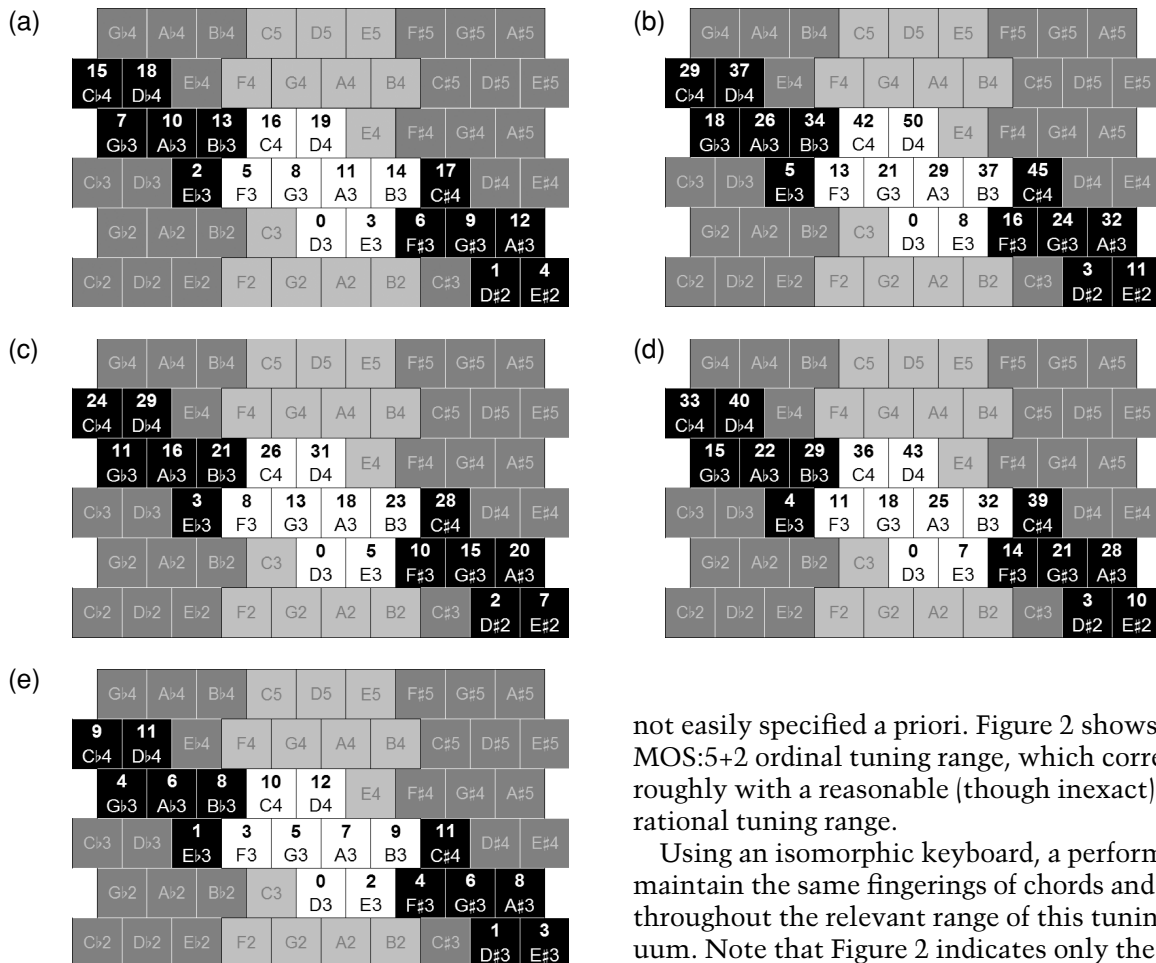 (a)
G♭4 A♭4 B♭4 C5 D5 E5 F♯5 G♯5 A♯5
15 18
C♭4 D♭4 E♭4 F4 G4 A4 B4 C♯5 D♯5 E♯5
7 10 13 16 19
G♭3 A♭3 B♭3 C4 D4 E4 F♯4 G♯4 A♯5
2 5 8 11 14 17
C♭3 D♭3 E♭3 F3 G3 A3 B3 C♯4 D♯4 E♯4
0 3 6 9 12
G♭2 A♭2 B♭2 C3 D3 E3 F♯3 G♯3 A♯3
1 4
C♭2 D♭2 E♭2 F2 G2 A2 B2 C♯3 D♯2 E♯2
(b)
G♭4 A♭4 B♭4 C5 D5 E5 F♯5 G♯5 A♯5
29 37
C♭4 D♭4 E♭4 F4 G4 A4 B4 C♯5 D♯5 E♯5
18 26 34 42 50
G♭3 A♭3 B♭3 C4 D4 E4 F♯4 G♯4 A♯5
5 13 21 29 37 45
C♭3 D♭3 E♭3 F3 G3 A3 B3 C♯4 D♯4 E♯4
0 8 16 24 32
G♭2 A♭2 B♭2 C3 D3 E3 F♯3 G♯3 A♯3
3 11
C♭2 D♭2 E♭2 F2 G2 A2 B2 C♯3 D♯2 E♯2
(c)
G♭4 A♭4 B♭4 C5 D5 E5 F♯5 G♯5 A♯5
24 29
C♭4 D♭4 E♭4 F4 G4 A4 B4 C♯5 D♯5 E♯5
11 16 21 26 31
G♭3 A♭3 B♭3 C4 D4 E4 F♯4 G♯4 A♯5
3 8 13 18 23 28
C♭3 D♭3 E♭3 F3 G3 A3 B3 C♯4 D♯4 E♯4
0 5 10 15 20
G♭2 A♭2 B♭2 C3 D3 E3 F♯3 G♯3 A♯3
2 7
C♭2 D♭2 E♭2 F2 G2 A2 B2 C♯3 D♯2 E♯2
(d)
G♭4 A♭4 B♭4 C5 D5 E5 F♯5 G♯5 A♯5
33 40
C♭4 D♭4 E♭4 F4 G4 A4 B4 C♯5 D♯5 E♯5
15 22 29 36 43
G♭3 A♭3 B♭3 C4 D4 E4 F♯4 G♯4 A♯5
4 11 18 25 32 39
C♭3 D♭3 E♭3 F3 G3 A3 B3 C♯4 D♯4 E♯4
0 7 14 21 28
G♭2 A♭2 B♭2 C3 D3 E3 F♯3 G♯3 A♯3
3 10
C♭2 D♭2 E♭2 F2 G2 A2 B2 C♯3 D♯2 E♯2
(e)
G♭4 A♭4 B♭4 C5 D5 E5 F♯5 G♯5 A♯5
9 11
C♭4 D♭4 E♭4 F4 G4 A4 B4 C♯5 D♯5 E♯5
4 6 8 10 12
G♭3 A♭3 B♭3 C4 D4 E4 F♯4 G♯4 A♯5
1 3 5 7 9 11
C♭3 D♭3 E♭3 F3 G3 A3 B3 C♯4 D♯4 E♯4
0 2 4 6 8
G♭2 A♭2 B♭2 C3 D3 E3 F♯3 G♯3 A♯3
1 3
C♭2 D♭2 E♭2 F2 G2 A2 B2 C♯3 D♯3 E♯3
not easily specified a priori. Figure 2 shows
MOS:5+2 ordinal tuning range, which corre
roughly with a reasonable (though inexact)
rational tuning range.
Using an isomorphic keyboard, a perform
maintain the same fingerings of chords and
throughout the relevant range of this tunin
uum. Note that Figure 2 indicates only the